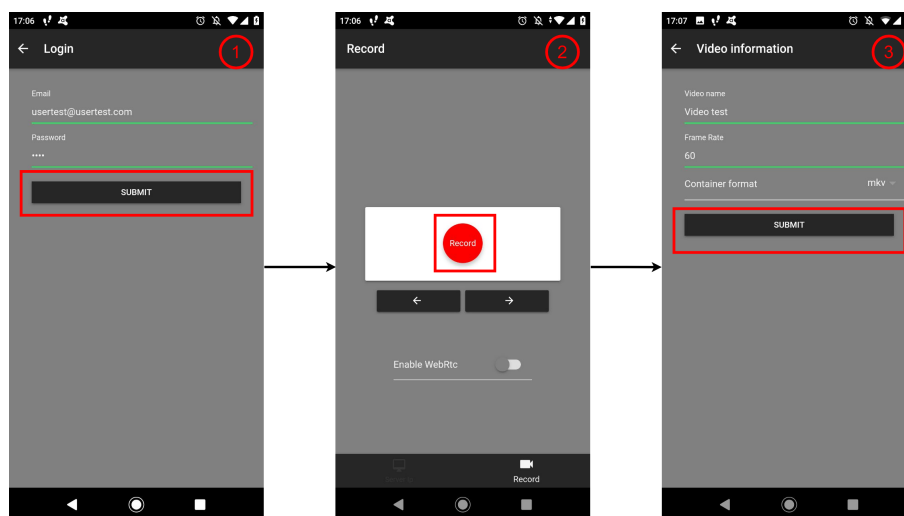 17:06
Login
1
Email
usertest@usertest.com
Password
····
SUBMIT
17:06
Record
2
Record
Enable WebRtc
Record
17:07
Video information
3
Video name
Video test
Frame Rate
60
Container format mkv
SUBMIT